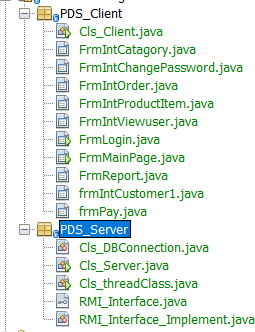 PDS_Client
Cls_Client.java
FrmIntCatagory.java
FrmIntChangePassword.java
FrmIntOrder.java
FrmIntProductItem.java
FrmIntViewuser.java
FrmLogin.java
FrmMainPage.java
FrmReport.java
frmIntCustomer1.java
frmPay.java
PDS_Server
Cls_DBConnection.java
Cls_Server.java
Cls_threadClass.java
RMI_Interface.java
RMI_Interface_Implement.java